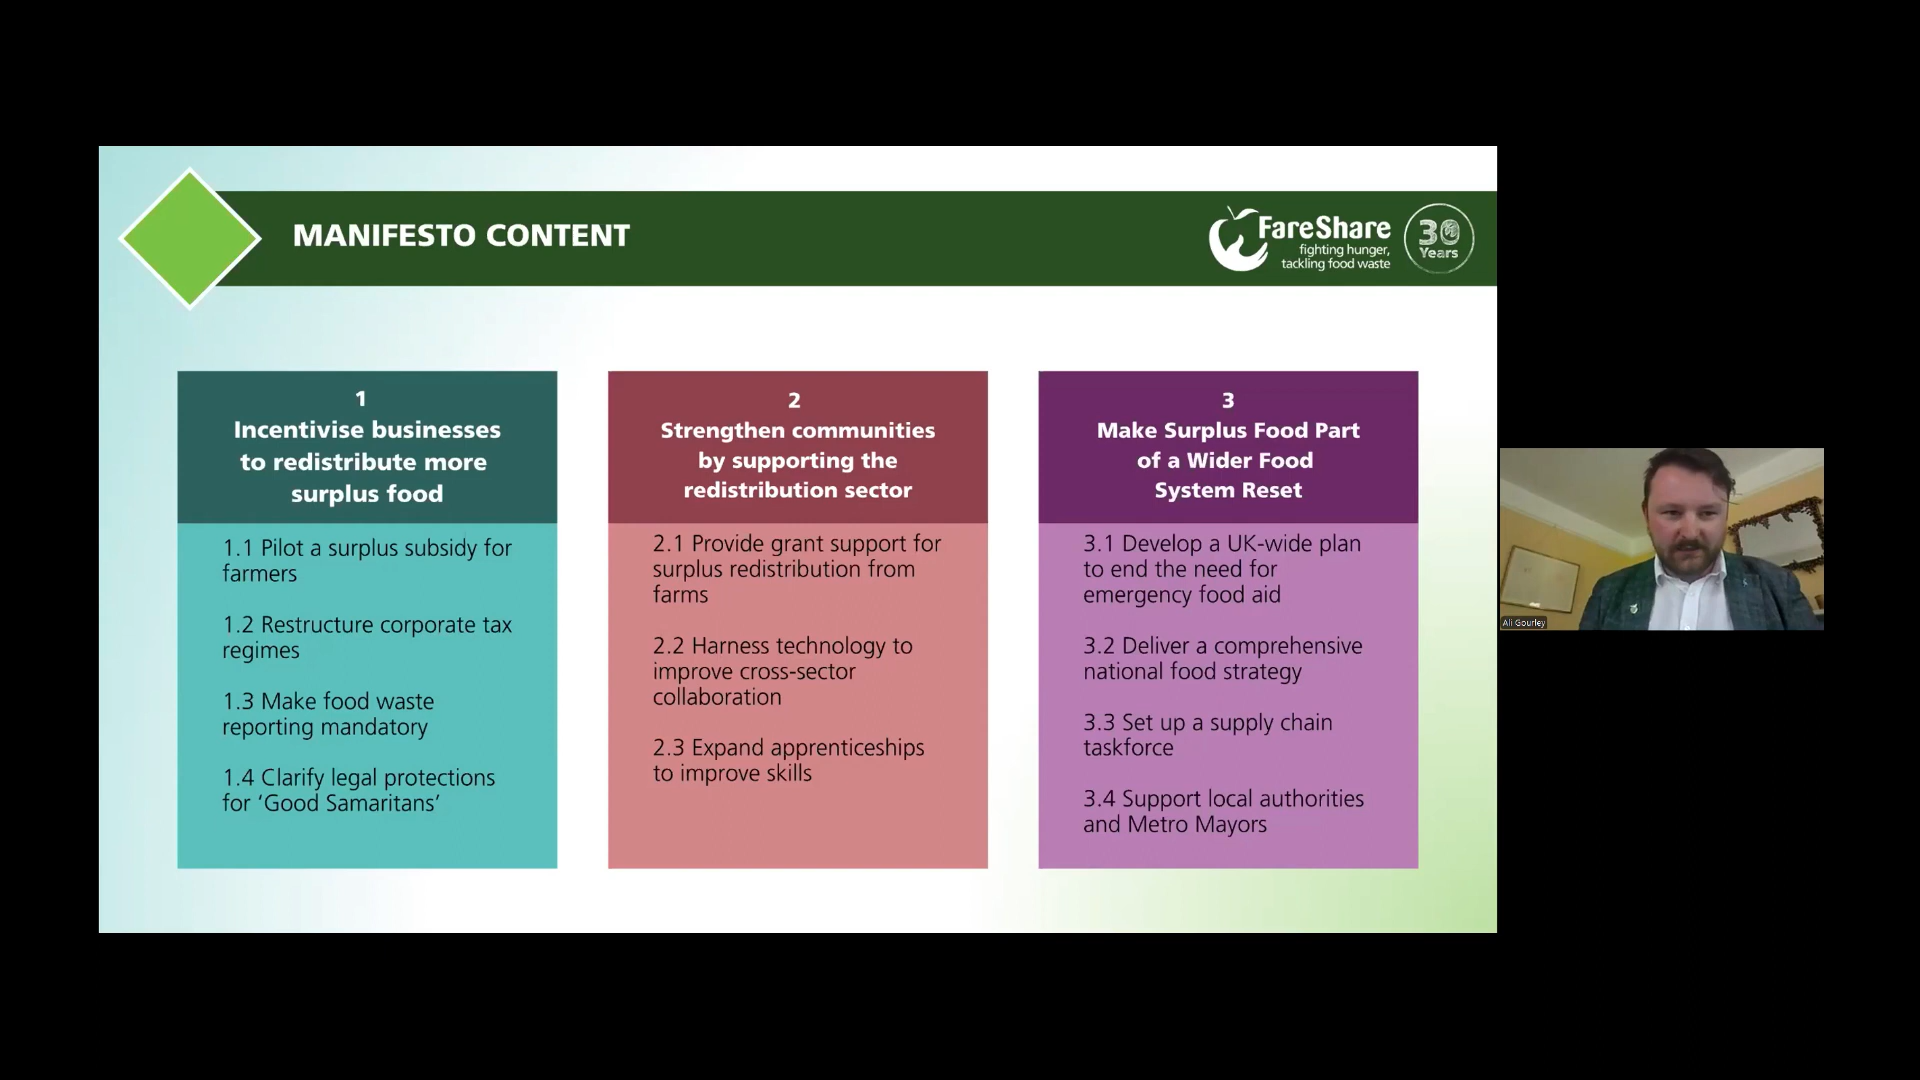 MANIFESTO CONTENT
FareShare
fighting hunger,
tackling food waste
30
Years
1
Incentivise businesses
to redistribute more
surplus food
1.1 Pilot a surplus subsidy for
farmers
1.2 Restructure corporate tax
regimes
1.3 Make food waste
reporting mandatory
1.4 Clarify legal protections
for ‘Good Samaritans’
2
Strengthen communities
by supporting the
redistribution sector
2.1 Provide grant support for
surplus redistribution from
farms
2.2 Harness technology to
improve cross-sector
collaboration
2.3 Expand apprenticeships
to improve skills
3
Make Surplus Food Part
of a Wider Food
System Reset
3.1 Develop a UK-wide plan
to end the need for
emergency food aid
3.2 Deliver a comprehensive
national food strategy
3.3 Set up a supply chain
taskforce
3.4 Support local authorities
and Metro Mayors
Ali Gourley